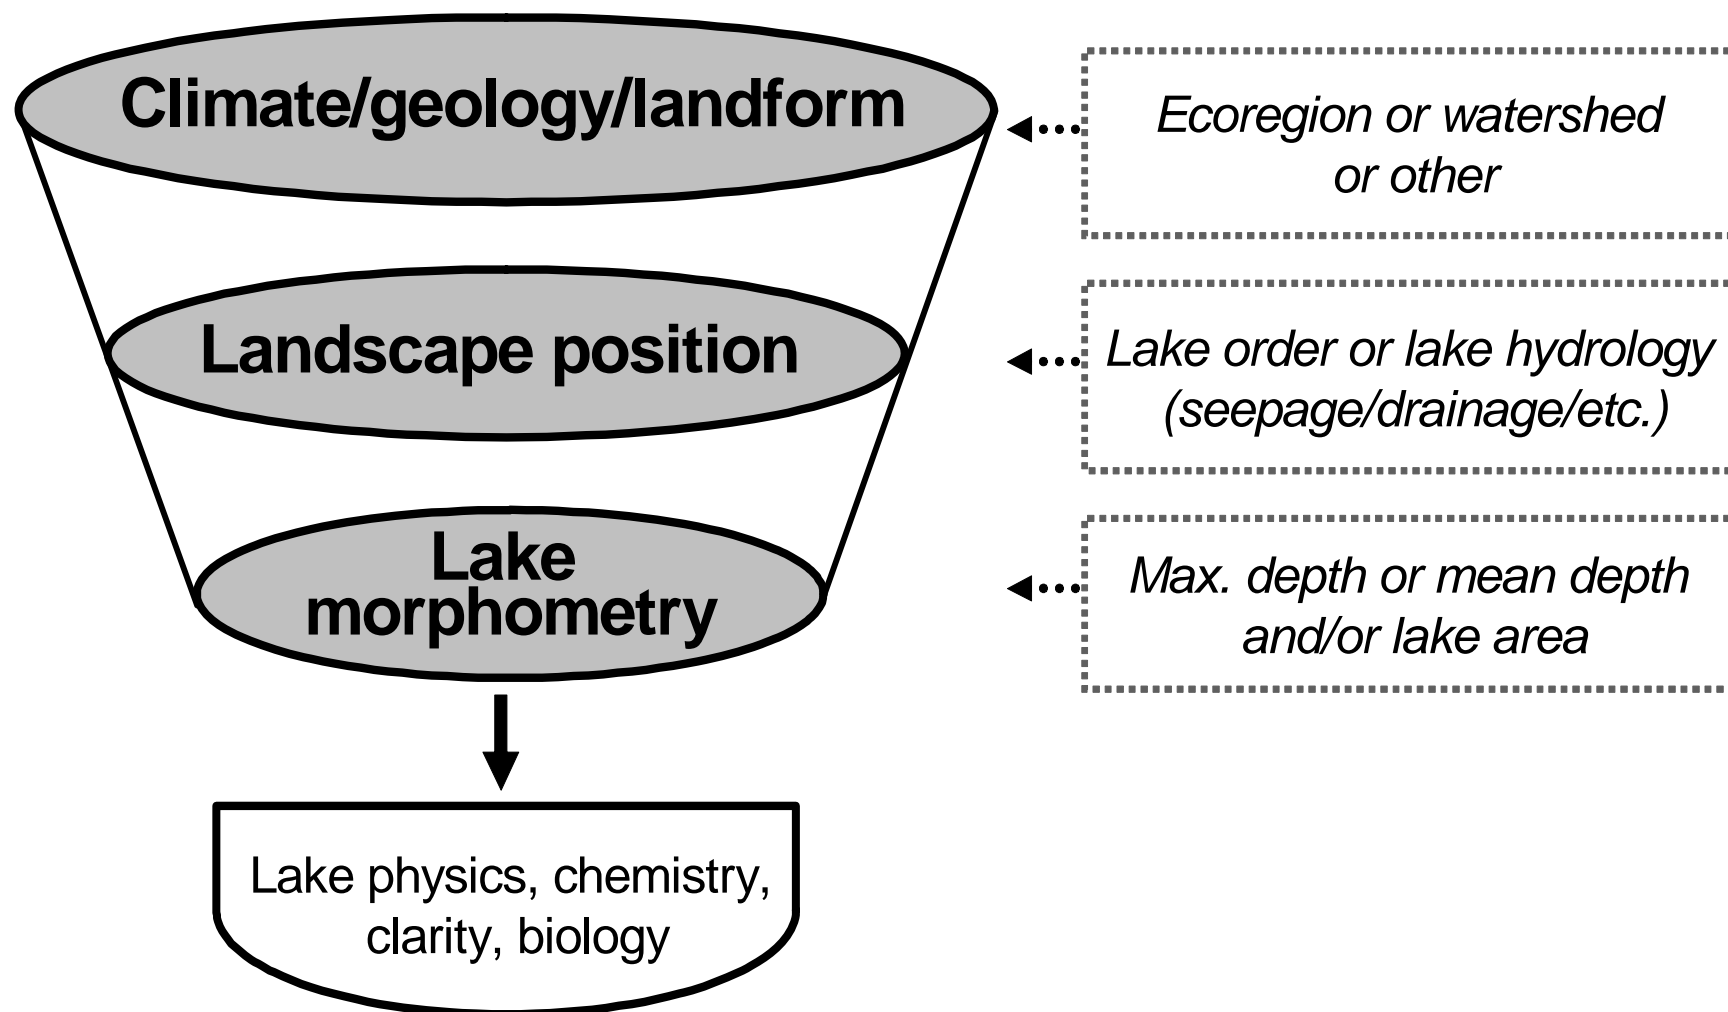 Climate/geology/landform
Ecoregion or watershed
or other
Landscape position
Lake order or lake hydrology
(seepage/drainage/etc.)
Lake
morphometry
Max. depth or mean depth
and/or lake area
Lake physics, chemistry,
clarity, biology